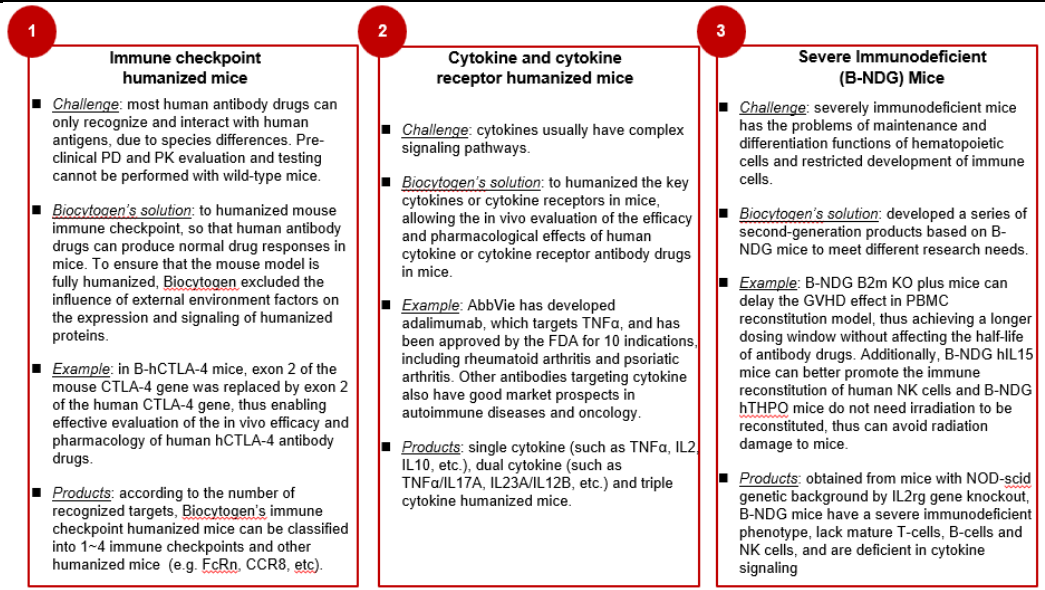 1
Immune checkpoint
humanized mice
■ Challenge: most human antibody drugs can
only recognize and interact with human
antigens, due to species differences. Pre-
clinical PD and PK evaluation and testing
cannot be performed with wild-type mice.
■ Biocytogen's solution: to humanized mouse
immune checkpoint, so that human antibody
drugs can produce normal drug responses in
mice. To ensure that the mouse model is
fully humanized, Biocytogen excluded the
influence of external environment factors on
the expression and signaling of humanized
proteins.
■ Example: in B-hCTLA-4 mice, exon 2 of the
mouse CTLA-4 gene was replaced by exon 2
of the human CTLA-4 gene, thus enabling
effective evaluation of the in vivo efficacy and
pharmacology of human hCTLA-4 antibody
drugs.
■ Products: according to the number of
recognized targets, Biocytogen's immune
checkpoint humanized mice can be classified
into 1~4 immune checkpoints and other
humanized mice (e.g. FcRn, CCR8, etc).
2
Cytokine and cytokine
receptor humanized mice
■ Challenge: cytokines usually have complex
signaling pathways.
■ Biocytogen's solution: to humanized the key
cytokines or cytokine receptors in mice,
allowing the in vivo evaluation of the efficacy
and pharmacological effects of human
cytokine or cytokine receptor antibody drugs
in mice.
■ Example: AbbVie has developed
adalimumab, which targets TNFα, and has
been approved by the FDA for 10 indications,
including rheumatoid arthritis and psoriatic
arthritis. Other antibodies targeting cytokine
also have good market prospects in
autoimmune diseases and oncology.
■ Products: single cytokine (such as TNFα, IL2,
IL10, etc.), dual cytokine (such as
TNFα/IL17A, IL23A/IL12B, etc.) and triple
cytokine humanized mice.
3
Severe Immunodeficient
(B-NDG) Mice
■ Challenge: severely immunodeficient mice
has the problems of maintenance and
differentiation functions of hematopoietic
cells and restricted development of immune
cells.
■ Biocytogen's solution: developed a series of
second-generation products based on B-
NDG mice to meet different research needs.
■ Example: B-NDG B2m KO plus mice can
delay the GVHD effect in PBMC
reconstitution model, thus achieving a longer
dosing window without affecting the half-life
of antibody drugs. Additionally, B-NDG hIL15
mice can better promote the immune
reconstitution of human NK cells and B-NDG
hTHPO mice do not need irradiation to be
reconstituted, thus can avoid radiation
damage to mice.
■ Products: obtained from mice with NOD-scid
genetic background by IL2rg gene knockout,
B-NDG mice have a severe immunodeficient
phenotype, lack mature T-cells, B-cells and
NK cells, and are deficient in cytokine
signaling